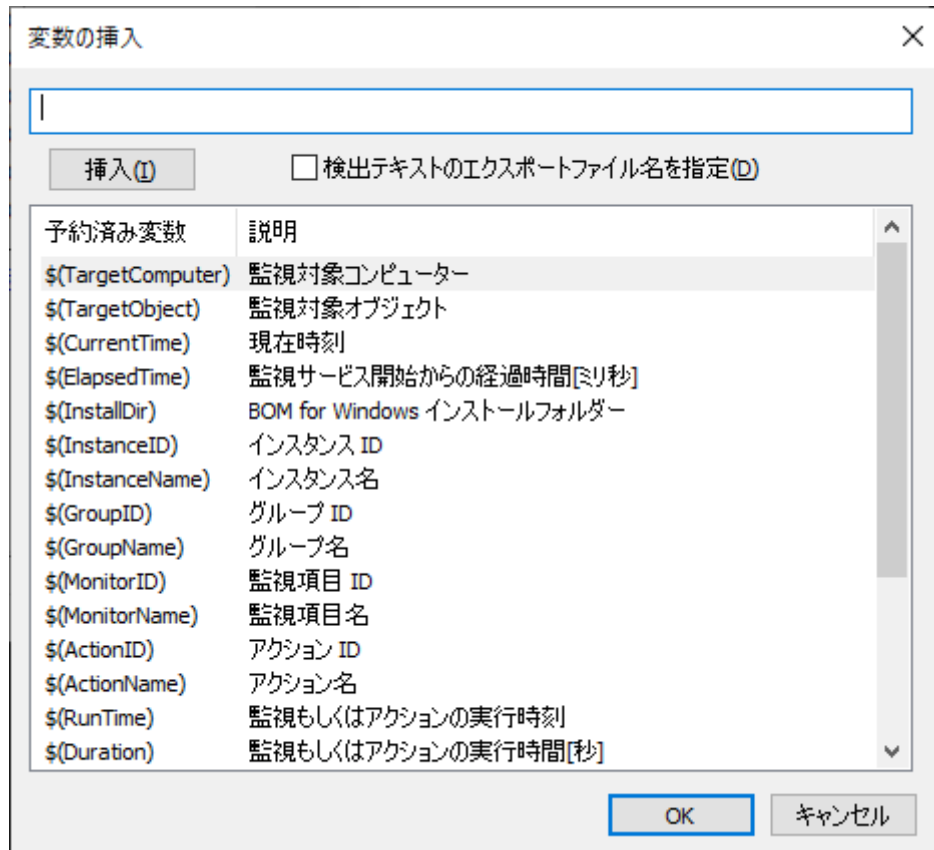 変数の挿入
挿入(I) 検出テキストのエクスポートファイル名を指定(D)
予約済み変数 説明
$(TargetComputer) 監視対象コンピューター
$(TargetObject) 監視対象オブジェクト
$(CurrentTime) 現在時刻
$(ElapsedTime) 監視サービス開始からの経過時間[ミリ秒]
$(InstallDir) BOM for Windows インストールフォルダー
$(InstanceID) インスタンス ID
$(InstanceName) インスタンス名
$(GroupID) グループ ID
$(GroupName) グループ名
$(MonitorID) 監視項目 ID
$(MonitorName) 監視項目名
$(ActionID) アクション ID
$(ActionName) アクション名
$(RunTime) 監視もしくはアクションの実行時刻
$(Duration) 監視もしくはアクションの実行時間[秒]
OK キャンセル